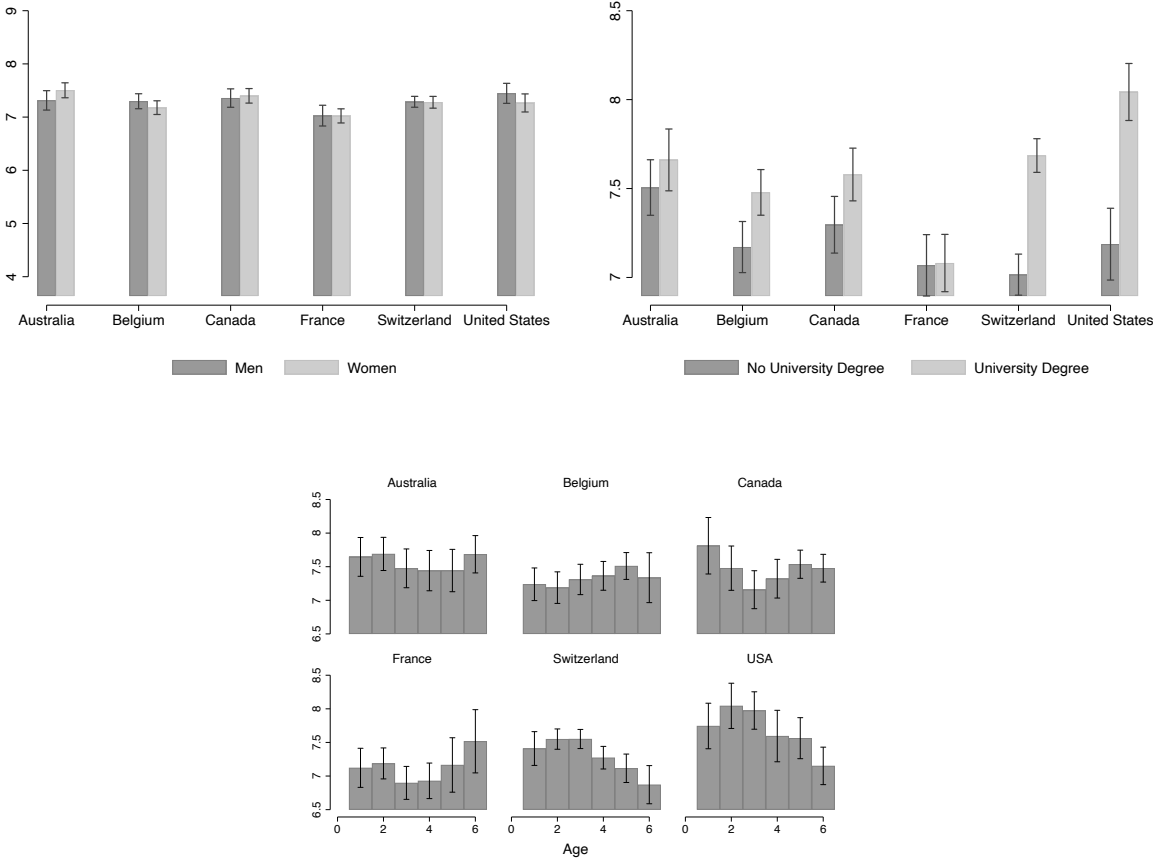 9
8
7
6
5
4
Australia Belgium Canada France Switzerland United States
Men Women
8.5
8
7.5
7
Australia Belgium Canada France Switzerland United States
No University Degree University Degree
Australia Belgium Canada
8.5
8
7.5
7
6.5
France Switzerland USA
8.5
8
7.5
7
6.5
0 2 4 6 0 2 4 6 0 2 4 6
Age